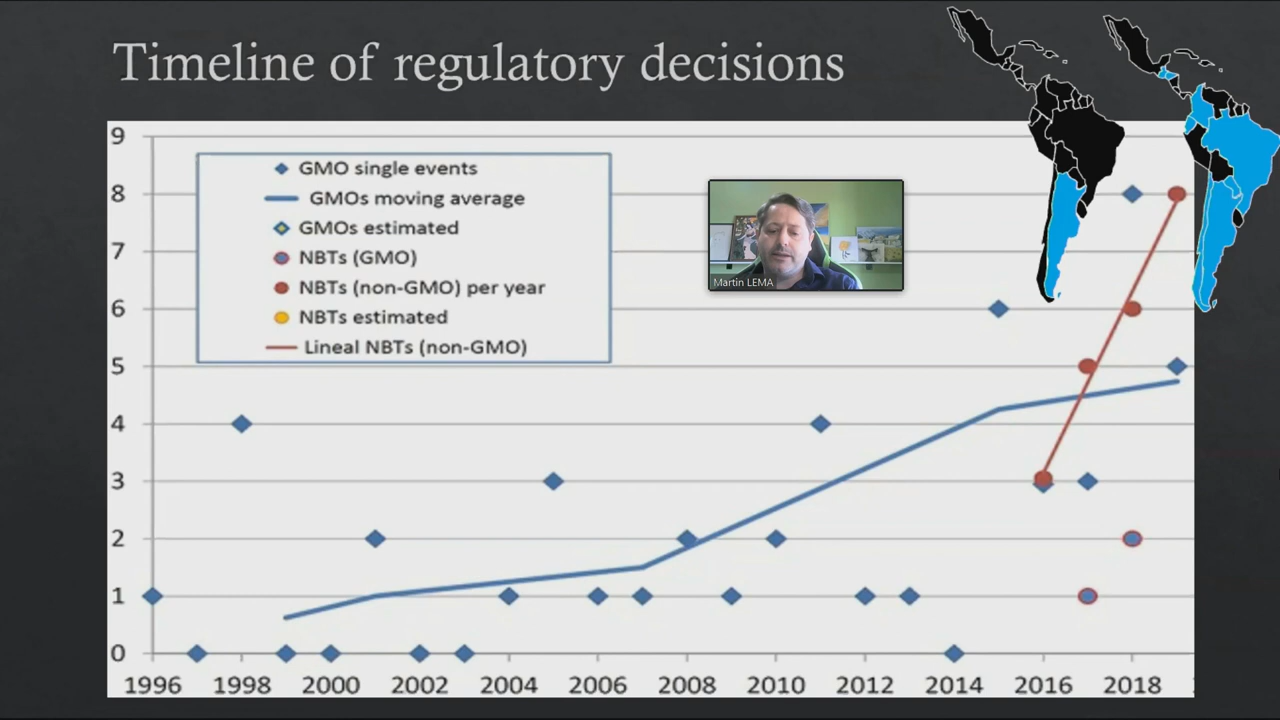 Timeline of regulatory decisions
9
8
7
6
5
4
3
2
1
0
GMO single events
GMOs moving average
GMOs estimated
NBTs (GMO)
NBTs (non-GMO) per year
NBTs estimated
Lineal NBTs (non-GMO)
Martin LEMA
1996 1998 2000 2002 2004 2006 2008 2010 2012 2014 2016 2018